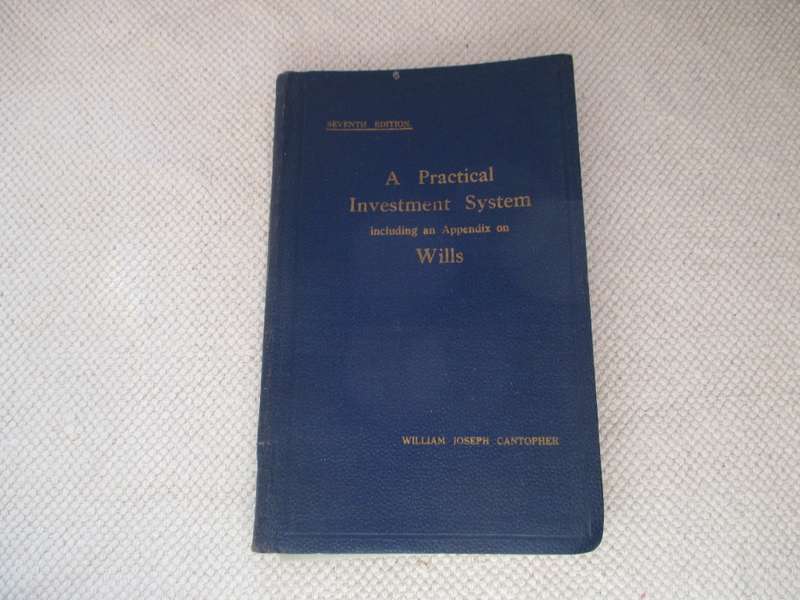 SEVENTH EDITION.
A Practical
Investment System
including an Appendix on
Wills
WILLIAM JOSEPH CANTOPHER